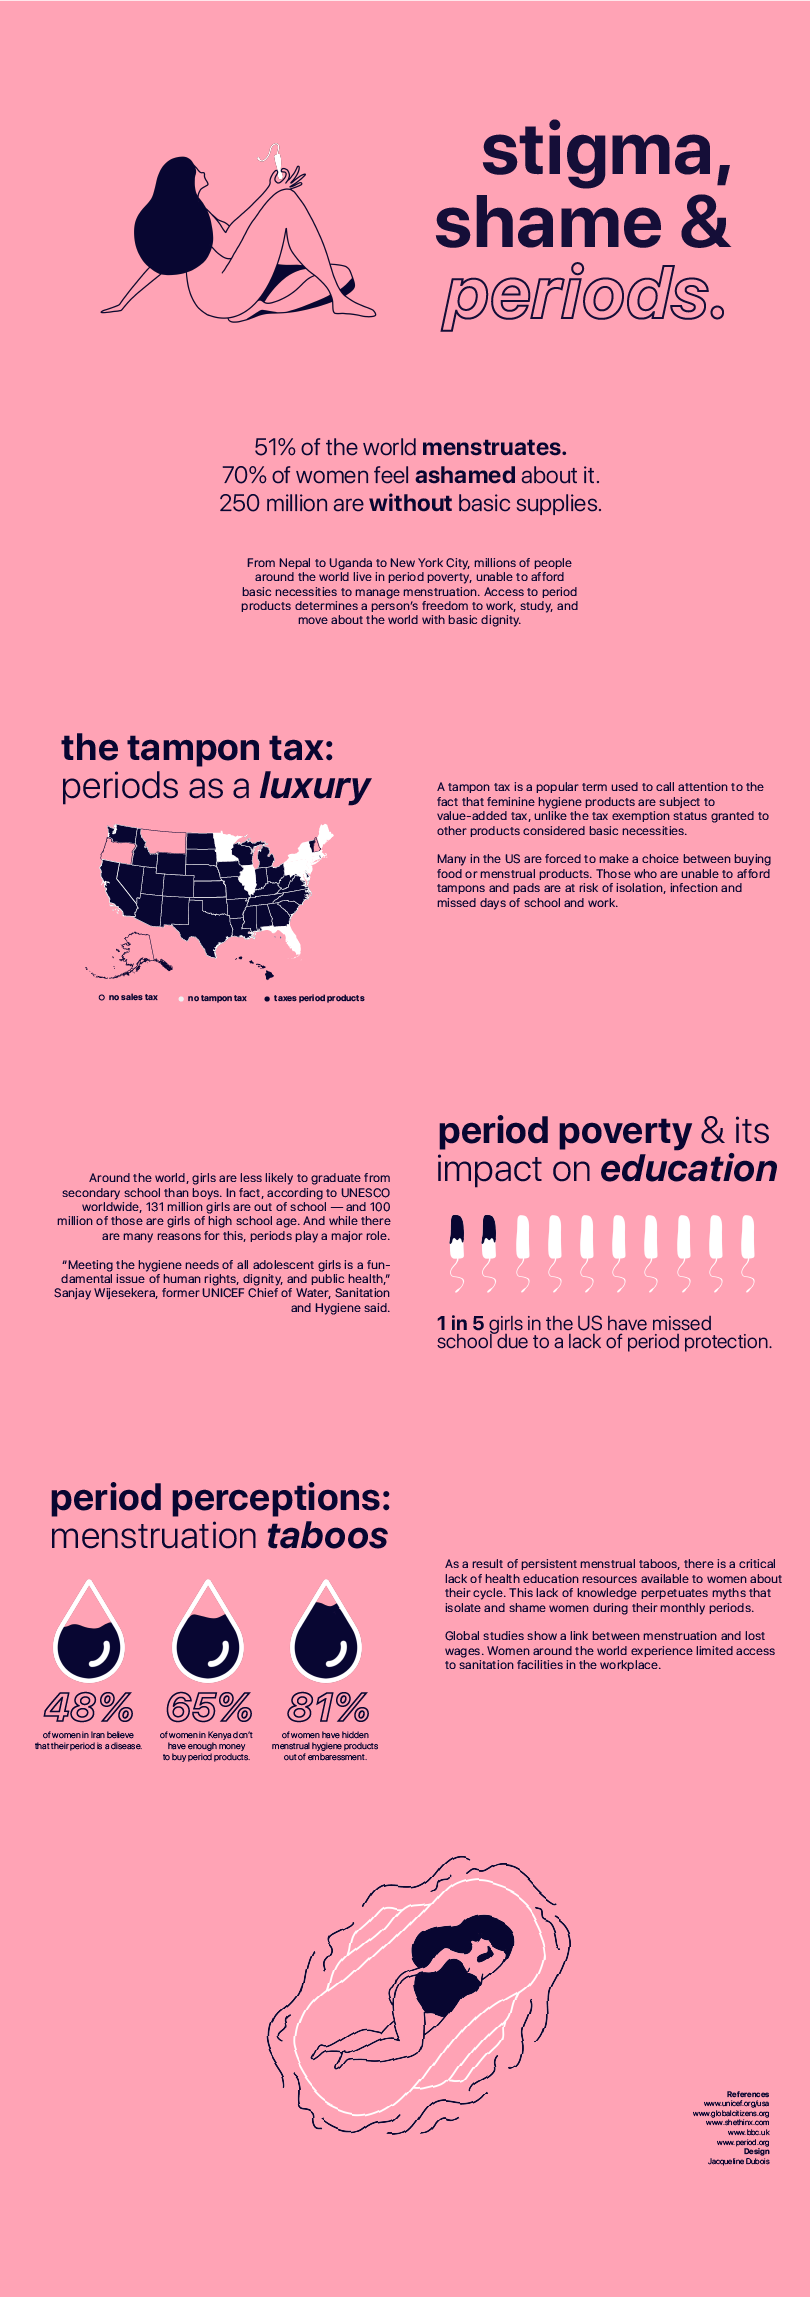 stigma,
shame &
periods.
51% of the world menstruates.
70% of women feel ashamed about it.
250 million are without basic supplies.
From Nepal to Uganda to New York City, millions of people
around the world live in period poverty, unable to afford
basic necessities to manage menstruation. Access to period
products determines a person's freedom to work, study, and
move about the world with basic dignity.
the tampon tax:
periods as a luxury
no sales tax
no tampon tax
taxes period products
A tampon tax is a popular term used to call attention to the
fact that feminine hygiene products are subject to
value-added tax, unlike the tax exemption status granted to
other products considered basic necessities.
Many in the US are forced to make a choice between buying
food or menstrual products. Those who are unable to afford
tampons and pads are at risk of isolation, infection and
missed days of school and work.
Around the world, girls are less likely to graduate from
secondary school than boys. In fact, according to UNESCO
worldwide, 131 million girls are out of school — and 100
million of those are girls of high school age. And while there
are many reasons for this, periods play a major role.
“Meeting the hygiene needs of all adolescent girls is a fun-
damental issue of human rights, dignity, and public health,”
Sanjay Wijesekera, former UNICEF Chief of Water, Sanitation
and Hygiene said.
period poverty & its
impact on education
1 in 5 girls in the US have missed
school due to a lack of period protection.
period perceptions:
menstruation taboos
48%
of women in Iran believe
that their period is a disease.
65%
of women in Kenya don't
have enough money
to buy period products.
81%
of women have hidden
menstrual hygiene products
out of embaressment.
As a result of persistent menstrual taboos, there is a critical
lack of health education resources available to women about
their cycle. This lack of knowledge perpetuates myths that
isolate and shame women during their monthly periods.
Global studies show a link between menstruation and lost
wages. Women around the world experience limited access
to sanitation facilities in the workplace.
References
www.unicef.org/usa
www.globalcitizens.org
www.shethinx.com
www.bbc.uk
www.period.org
Design
Jacqueline Dubois